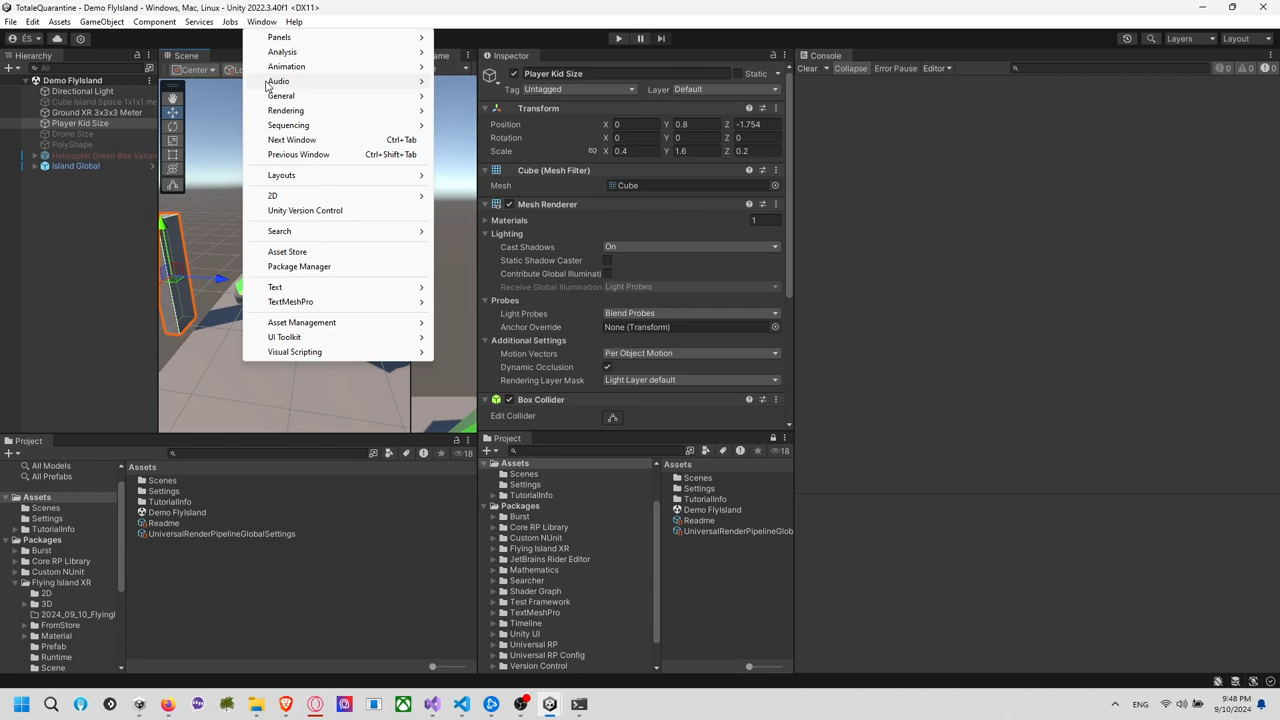 TotaleQuarantine - Demo FlyIsland - Windows, Mac, Linux - Unity 2022.3.40f1 <DX11>
File Edit Assets GameObject Component Services Jobs Window Help
ÉS Layers Layout
Hierarchy
All
Demo FlyIsland
Directional Light
Cube Island Space 1x1x1 me
Ground XR 3x3x3 Meter
Player Kid Size
Drone Size
PolyShape
Helicopter Green Box Varian
Island Global
Scene
Center
Lo
Panels
Analysis
Animation
Audio
General
Rendering
Sequencing
Next Window Ctrl+Tab
Previous Window Ctrl+Shift+Tab
Layouts
2D
Unity Version Control
Search
Asset Store
Package Manager
Text
TextMeshPro
Asset Management
UI Toolkit
Visual Scripting
ame
Inspector
Player Kid Size Static
Tag Untagged Layer Default
Transform
Position X 0 Y 0.8 Z -1.754
Rotation X 0 Y 0 Z 0
Scale X 0.4 Y 1.6 Z 0.2
Cube (Mesh Filter)
Mesh Cube
Mesh Renderer
Materials 1
Lighting
Cast Shadows On
Static Shadow Caster
Contribute Global Illuminati
Receive Global Illumination Light Probes
Probes
Light Probes Blend Probes
Anchor Override None (Transform)
Additional Settings
Motion Vectors Per Object Motion
Dynamic Occlusion
Rendering Layer Mask Light Layer default
Box Collider
Edit Collider
Console
Clear Collapse Error Pause Editor 0 0 0
Project
18
All Models
All Prefabs
Assets
Scenes
Settings
TutorialInfo
Packages
Burst
Core RP Library
Custom NUnit
Flying Island XR
2D
3D
2024_09_10_FlyingI
FromStore
Material
Prefab
Runtime
Scene
Assets
Scenes
Settings
TutorialInfo
Demo FlyIsland
Readme
UniversalRenderPipelineGlobalSettings
Project
18
Assets
Scenes
Settings
TutorialInfo
Packages
Burst
Core RP Library
Custom NUnit
Flying Island XR
JetBrains Rider Editor
Mathematics
Searcher
Shader Graph
Test Framework
TextMeshPro
Timeline
Unity UI
Universal RP
Universal RP Config
Version Control
Assets
Scenes
Settings
TutorialInfo
Demo FlyIsland
Readme
UniversalRenderPipelineGlob
ENG
9:48 PM
9/10/2024